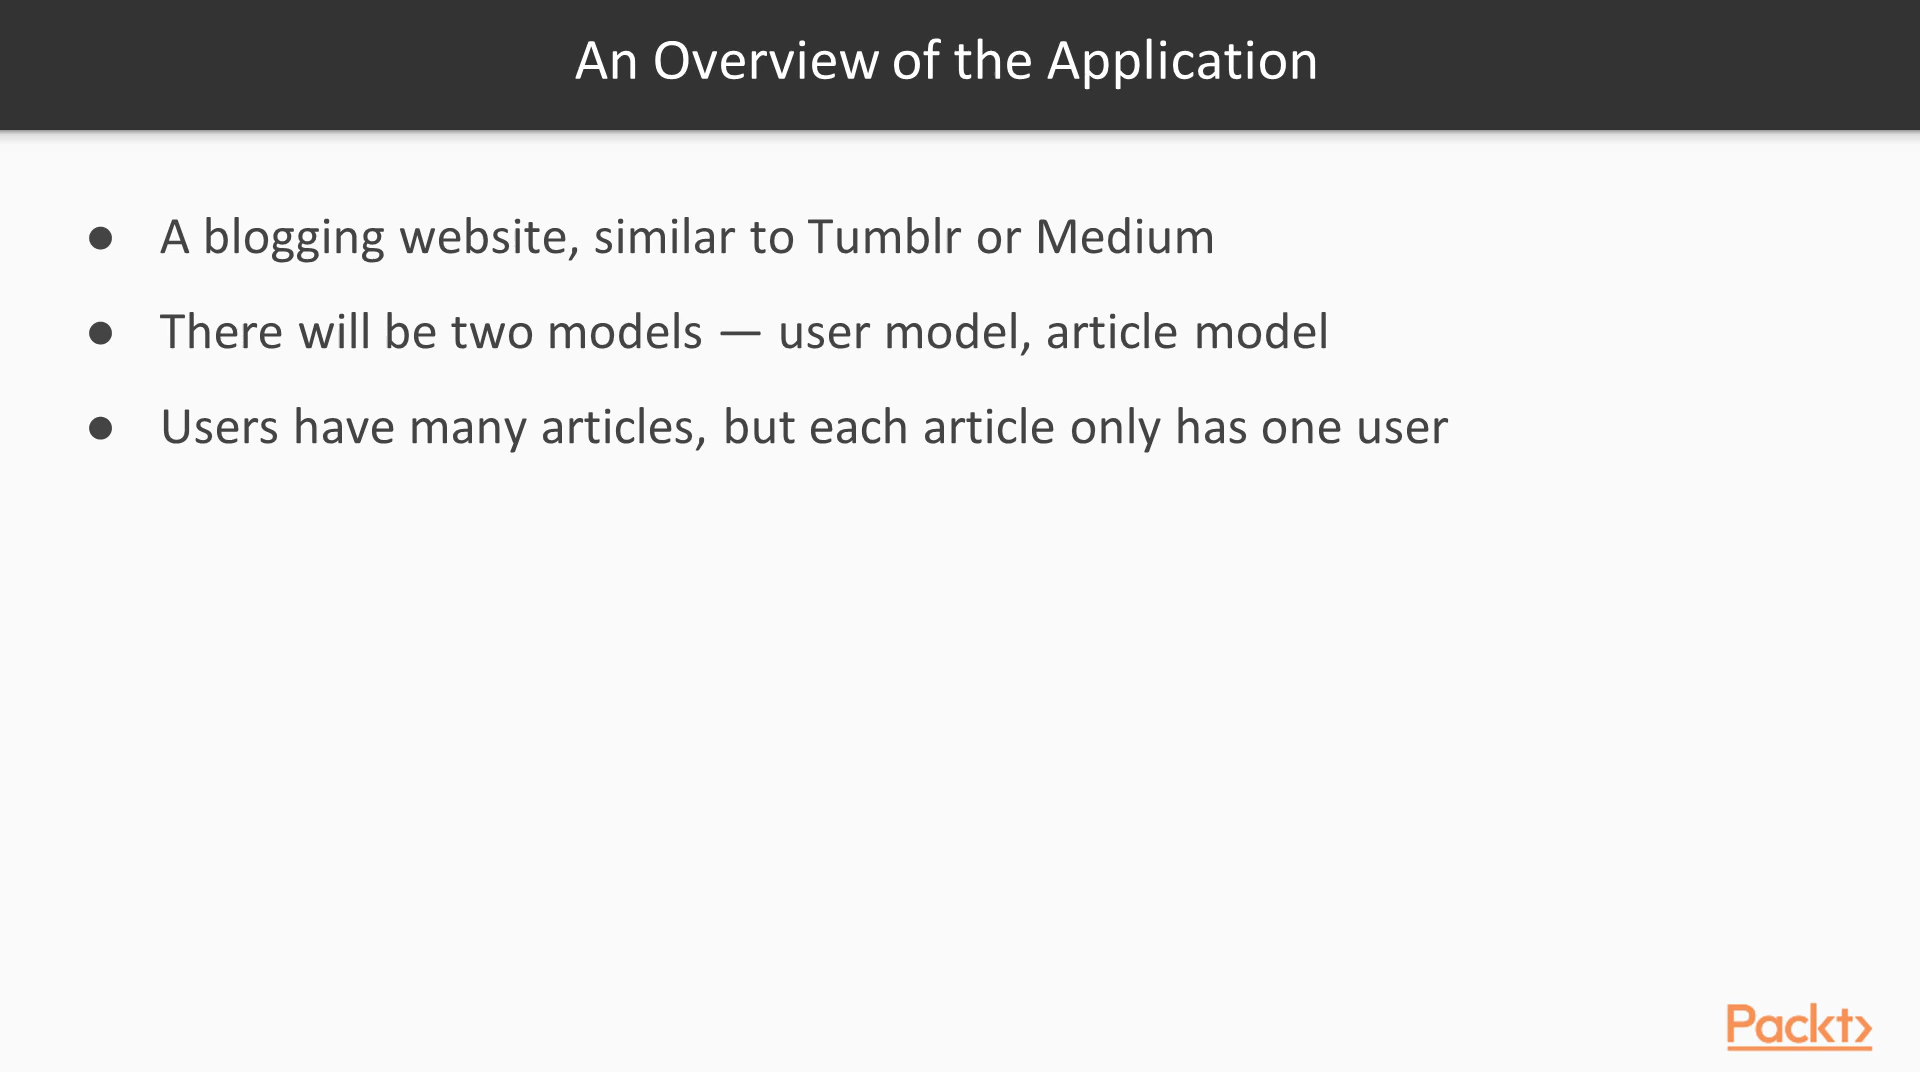 An Overview of the Application
● A blogging website, similar to Tumblr or Medium
● There will be two models — user model, article model
● Users have many articles, but each article only has one user
Packt>